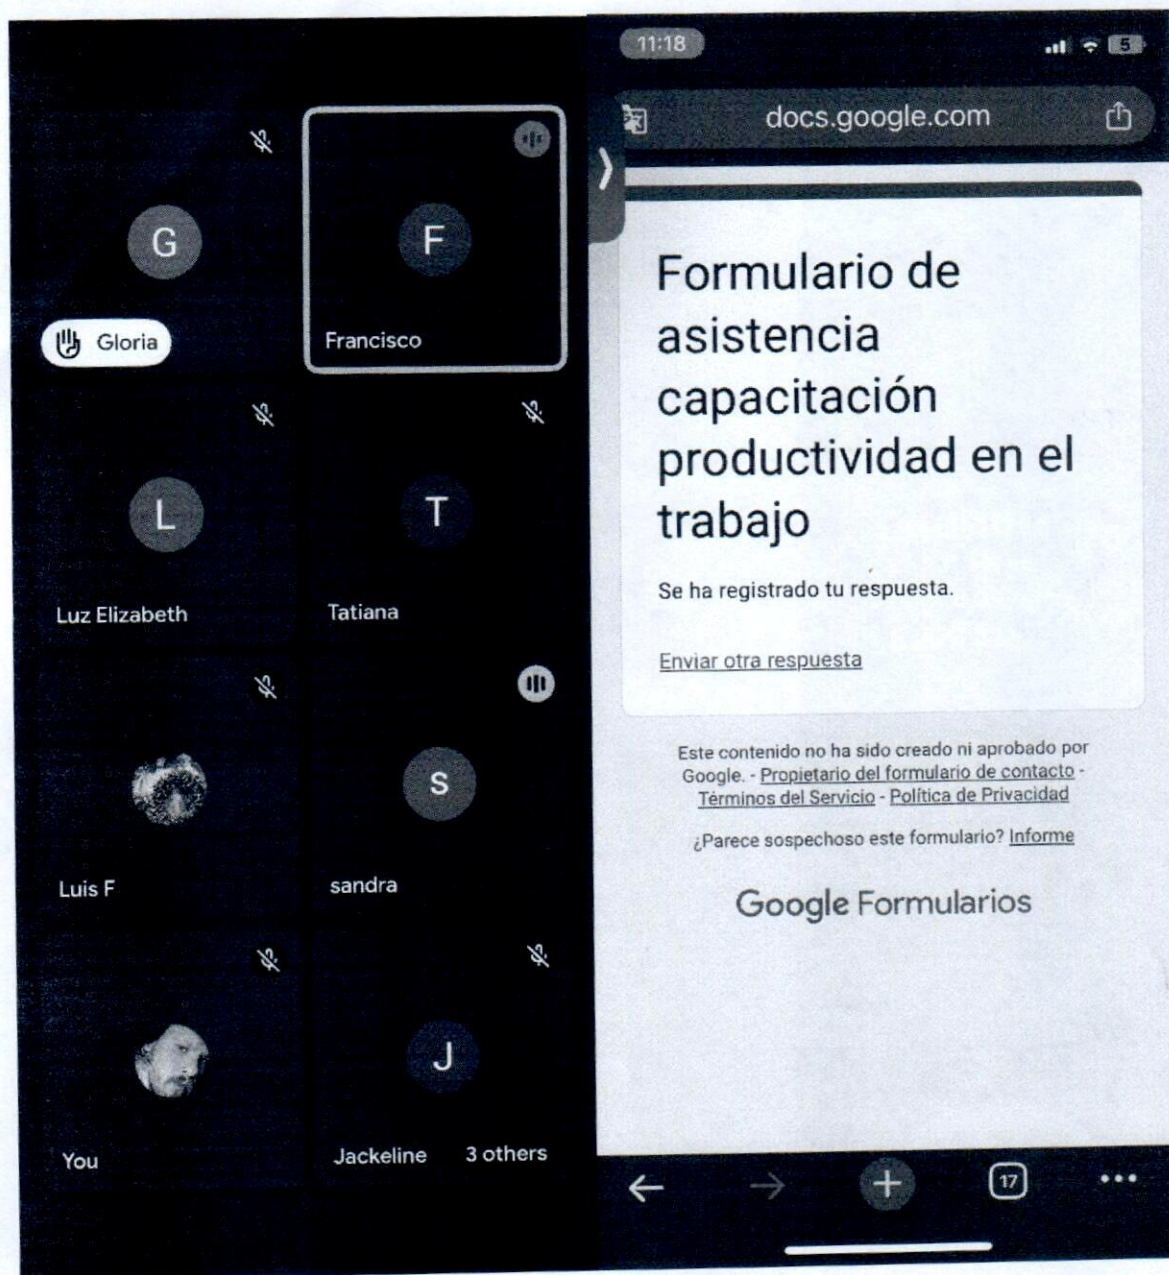 G
Gloria
F
Francisco
L
Luz Elizabeth
T
Tatiana
Luis F
S
sandra
You
J
Jackeline 3 others
11:18
5
docs.google.com
Formulario de
asistencia
capacitación
productividad en el
trabajo
Se ha registrado tu respuesta.
Enviar otra respuesta
Este contenido no ha sido creado ni aprobado por
Google. - Propietario del formulario de contacto -
Términos del Servicio - Política de Privacidad
¿Parece sospechoso este formulario? Informe
Google Formularios
17